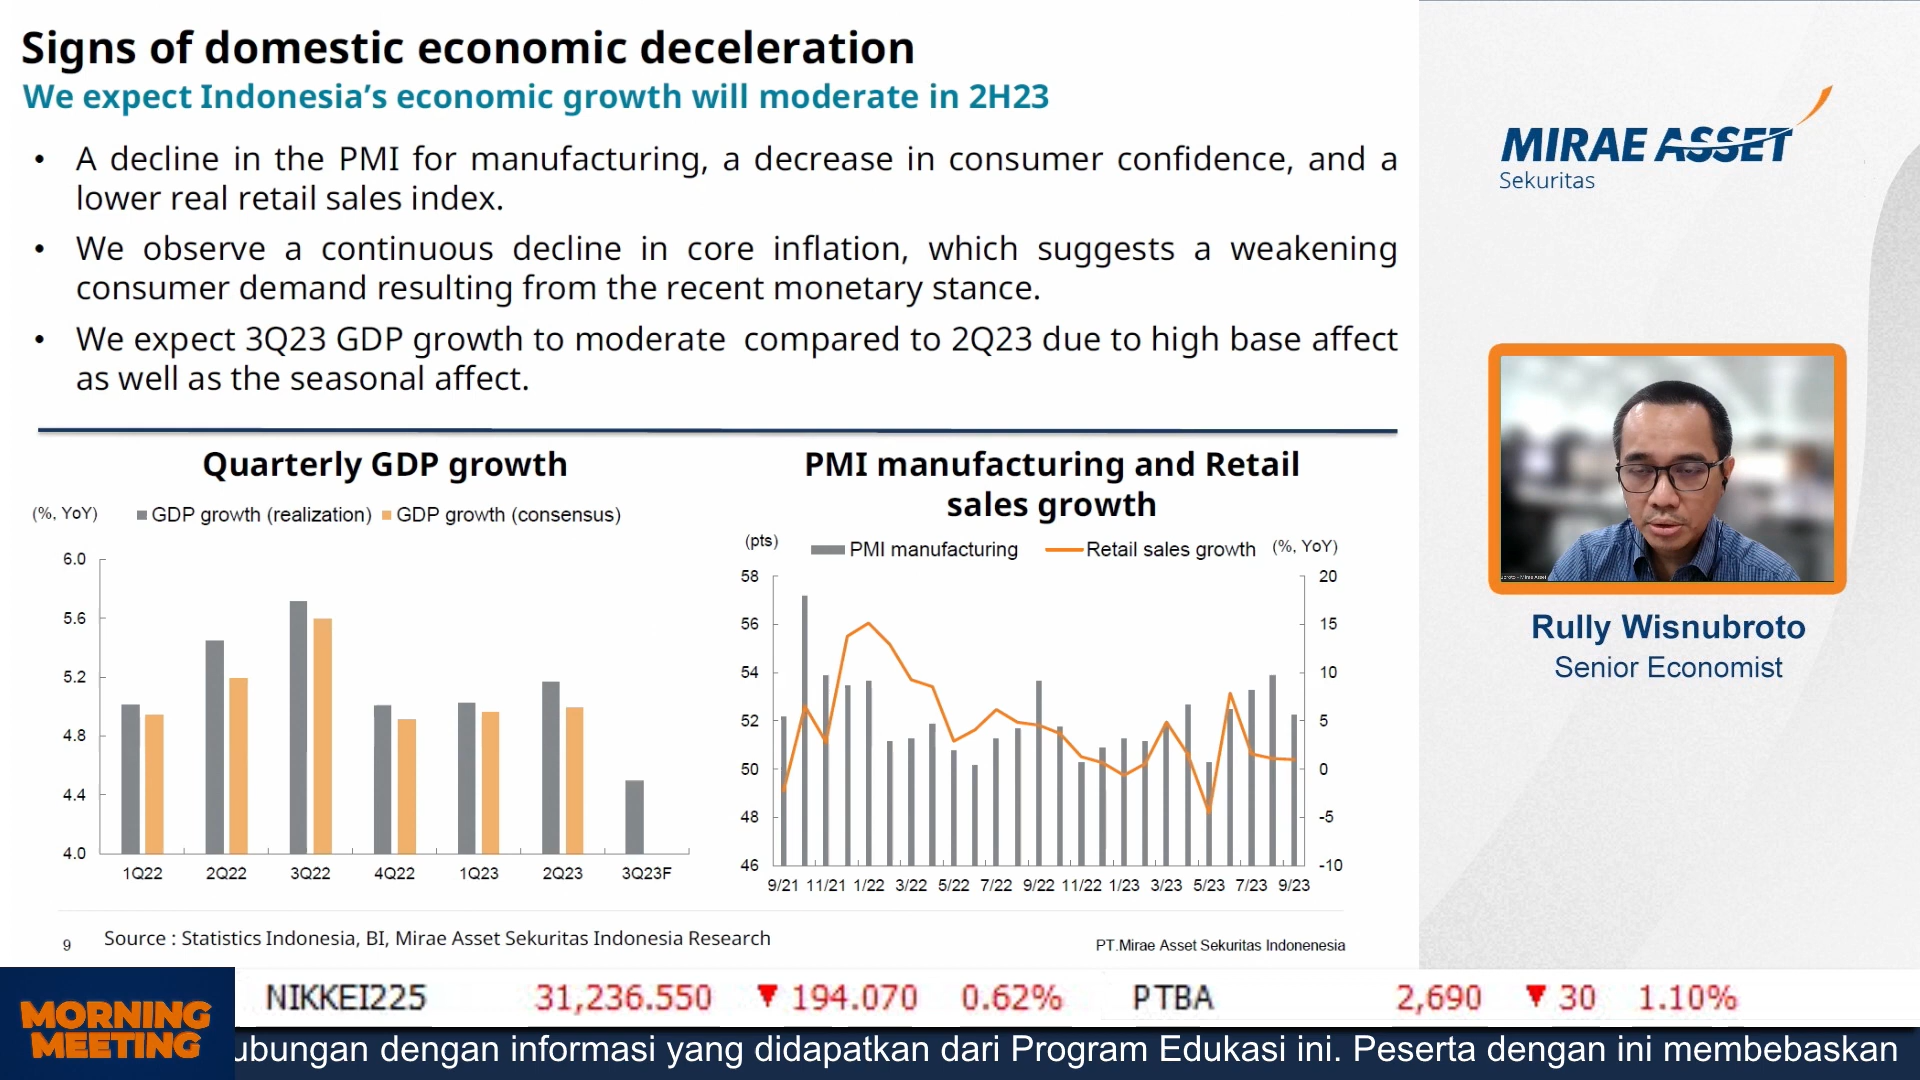 Signs of domestic economic deceleration
We expect Indonesia's economic growth will moderate in 2H23
• A decline in the PMI for manufacturing, a decrease in consumer confidence, and a
lower real retail sales index.
• We observe a continuous decline in core inflation, which suggests a weakening
consumer demand resulting from the recent monetary stance.
• We expect 3Q23 GDP growth to moderate compared to 2Q23 due to high base affect
as well as the seasonal affect.
Quarterly GDP growth
(%, YoY) GDP growth (realization) GDP growth (consensus)
6.0
5.6
5.2
4.8
4.4
4.0
1Q22 2Q22 3Q22 4Q22 1Q23 2Q23 3Q23F
PMI manufacturing and Retail
sales growth
(pts) PMI manufacturing Retail sales growth (%, YoY)
58 20
56 15
54 10
52 5
50 0
48 -5
46 -10
9/21 11/21 1/22 3/22 5/22 7/22 9/22 11/22 1/23 3/23 5/23 7/23 9/23
9 Source : Statistics Indonesia, BI, Mirae Asset Sekuritas Indonesia Research
PT.Mirae Asset Sekuritas Indonenesia
MIRAE ASSET
Sekuritas
Rully Wisnubroto
Senior Economist
MORNING
MEETING
NIKKEI225 31,236.550 ▼ 194.070 0.62% PTBA 2,690 ▼ 30 1.10%
ubungan dengan informasi yang didapatkan dari Program Edukasi ini. Peserta dengan ini membebaskan